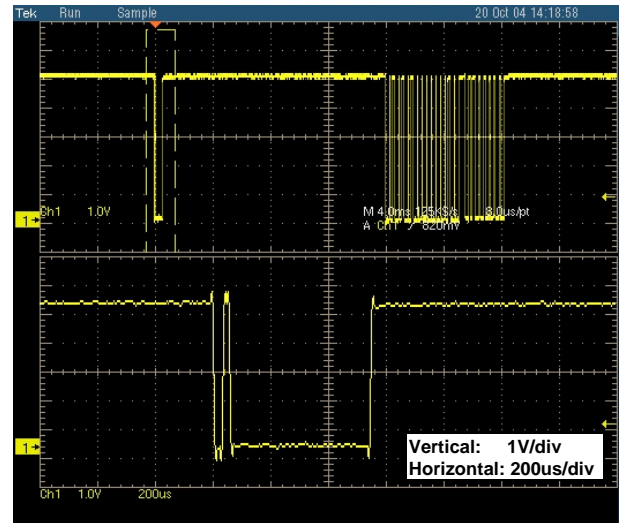 Tek Run Sample 20 Oct 04 14:18:58
Ch1 1.0V M 4.0ms 125KS/s 8.0us/pt
1 A Ch1 820mV
1 Vertical: 1V/div
Horizontal: 200us/div
Ch1 1.0V 200us